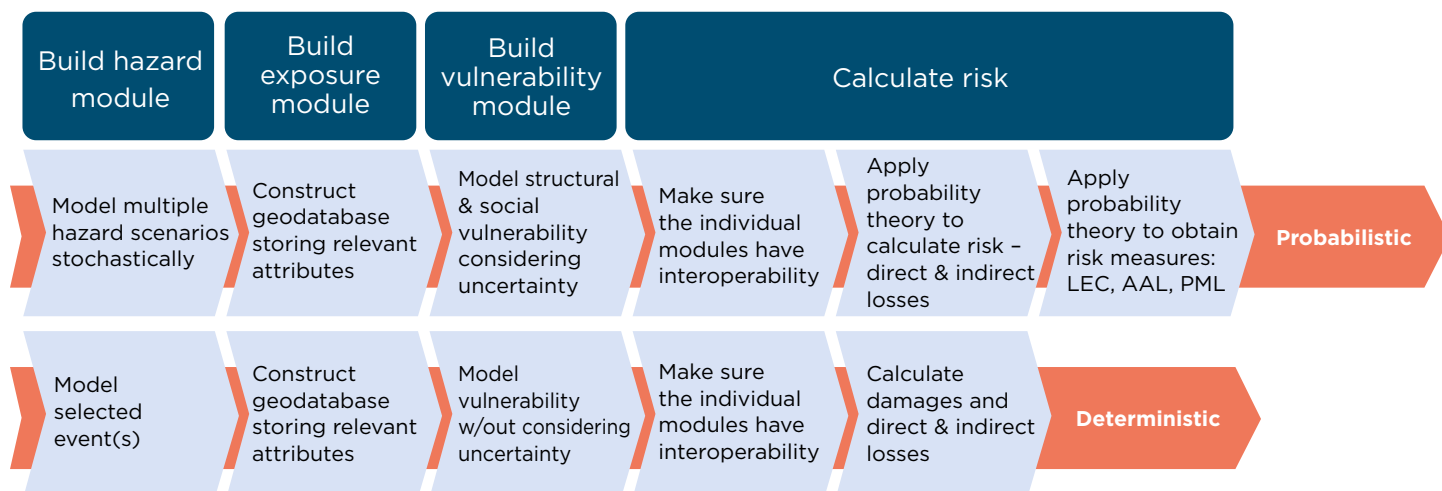 Build hazard
module
Build
exposure
module
Build
vulnerability
module
Calculate risk
Model multiple
hazard scenarios
stochastically
Construct
geodatabase
storing relevant
attributes
Model structural
& social
vulnerability
considering
uncertainty
Make sure
the individual
modules have
interoperability
Apply
probability
theory to
calculate risk –
direct & indirect
losses
Apply
probability
theory to obtain
risk measures:
LEC, AAL, PML
Probabilistic
Model
selected
event(s)
Construct
geodatabase
storing relevant
attributes
Model
vulnerability
w/out considering
uncertainty
Make sure
the individual
modules have
interoperability
Calculate
damages and
direct & indirect
losses
Deterministic